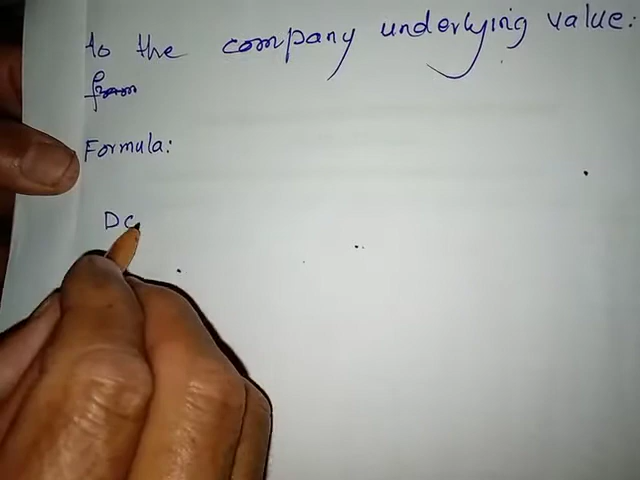 to the company underlying value:
Formula:
DC